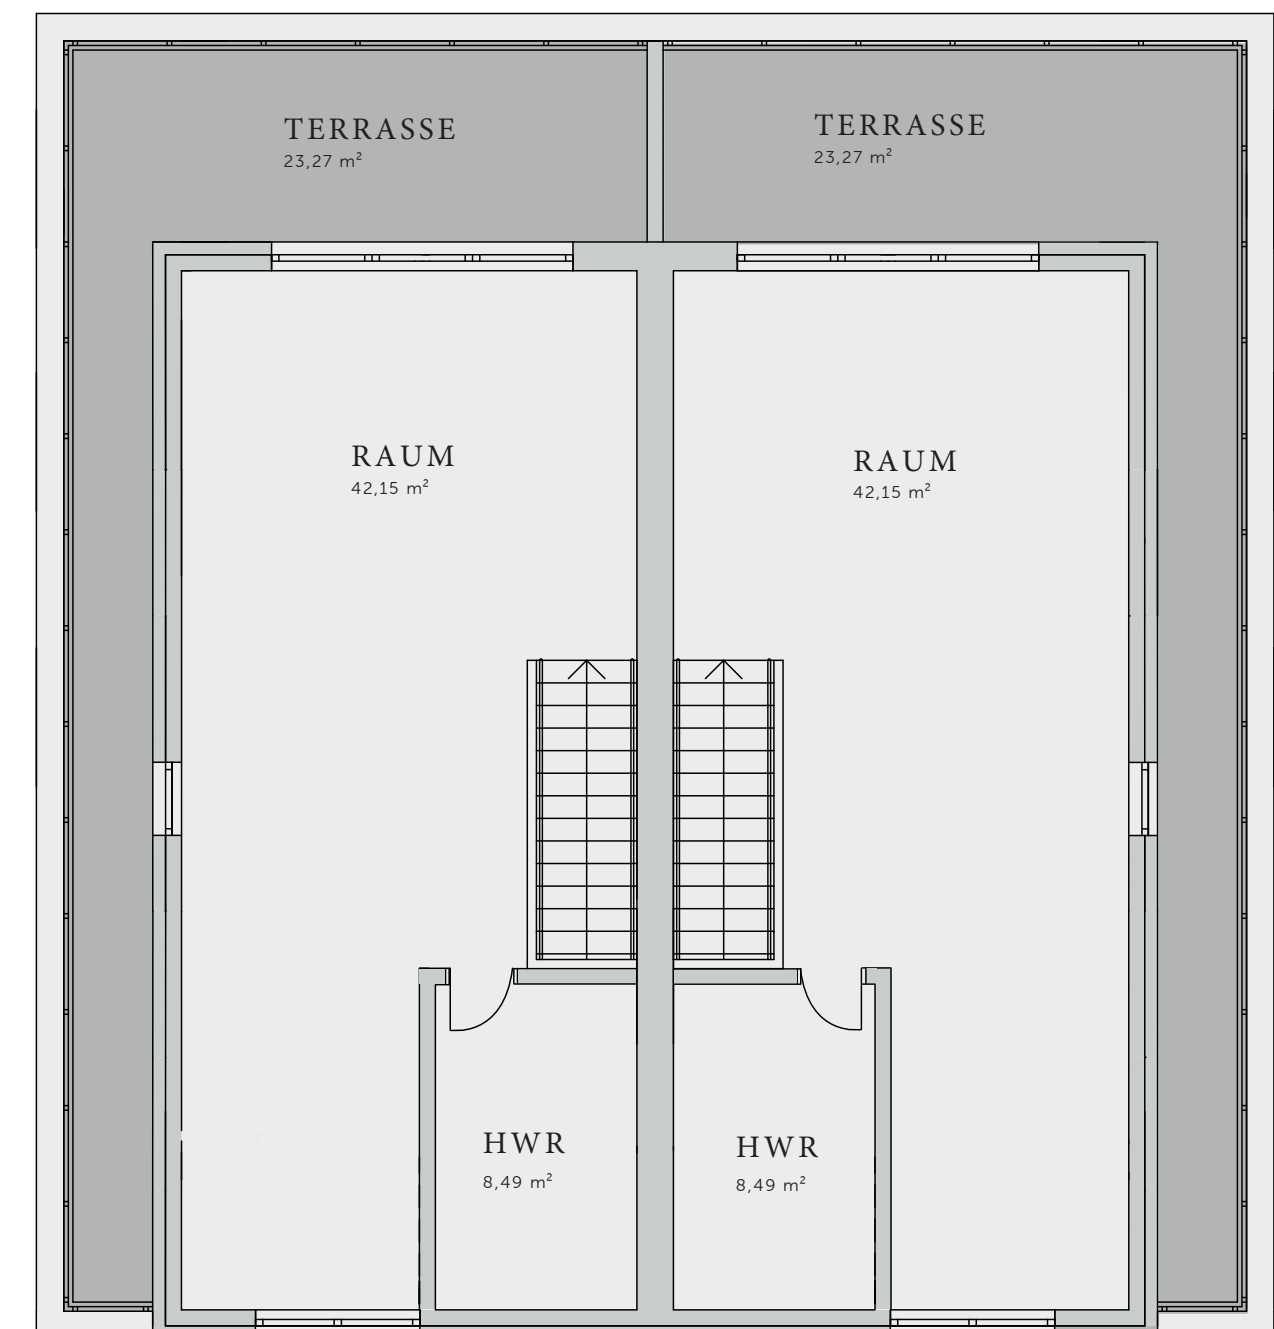 TERRASSE
23,27 m²
TERRASSE
23,27 m²
RAUM
42,15 m²
RAUM
42,15 m²
HWR
8,49 m²
HWR
8,49 m²